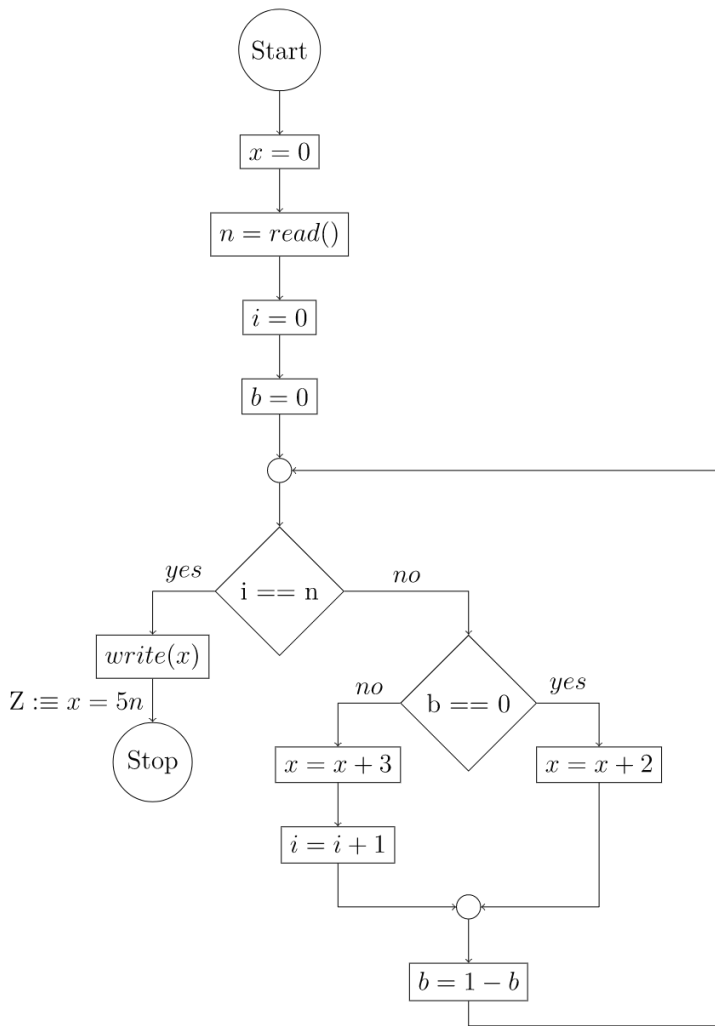 Start
x = 0
n = read()
i = 0
b = 0
yes
i == n
no
write(x)
Z :≡ x = 5n
Stop
no
b == 0
yes
x = x + 3
x = x + 2
i = i + 1
b = 1 − b